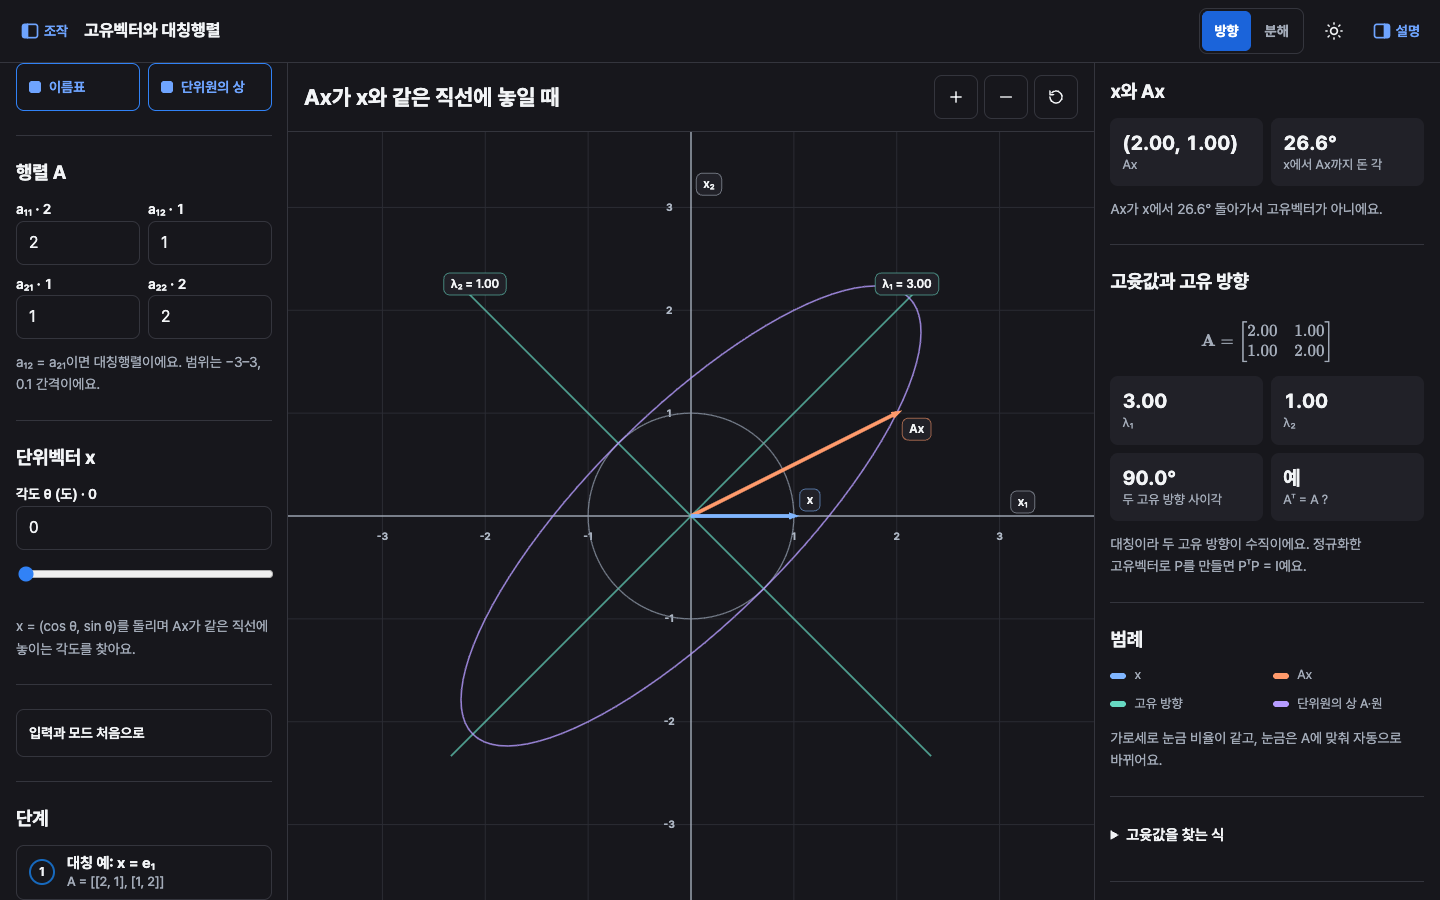 조작
고유벡터와 대칭행렬
방향
분해
설명
이름표
단위원의 상
행렬 A
a₁₁ · 2
a₁₂ · 1
2
1
a₂₁ · 1
a₂₂ · 2
1
2
a₁₂ = a₂₁이면 대칭행렬이에요. 범위는 −3–3,
0.1 간격이에요.
단위벡터 x
각도 θ (도) · 0
0
x = (cos θ, sin θ)를 돌리며 Ax가 같은 직선에
놓이는 각도를 찾아요.
입력과 모드 처음으로
단계
1
대칭 예: x = e₁
A = [[2, 1], [1, 2]]
Ax가 x와 같은 직선에 놓일 때
x₂
3
λ₂ = 1.00
λ₁ = 3.00
2
1
Ax
x
x₁
-3
-2
-1
1
2
3
-1
-2
-3
x와 Ax
(2.00, 1.00)
Ax
26.6°
x에서 Ax까지 돈 각
Ax가 x에서 26.6° 돌아가서 고유벡터가 아니에요.
고윳값과 고유 방향
A = [2.00 1.00
1.00 2.00]
3.00
λ₁
1.00
λ₂
90.0°
두 고유 방향 사이각
예
Aᵀ = A ?
대칭이라 두 고유 방향이 수직이에요. 정규화한
고유벡터로 P를 만들면 PᵀP = I예요.
범례
x
Ax
고유 방향
단위원의 상 A·원
가로세로 눈금 비율이 같고, 눈금은 A에 맞춰 자동으로
바뀌어요.
고윳값을 찾는 식